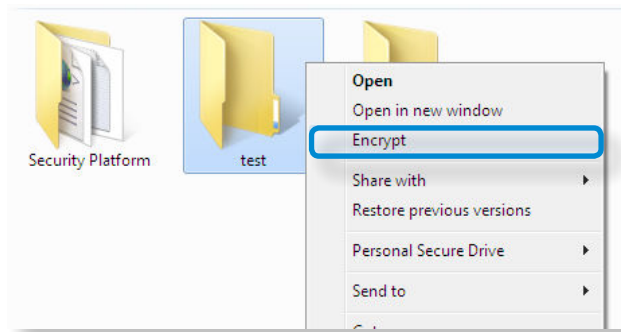 Security Platform
test
Open
Open in new window
Encrypt
Share with
Restore previous versions
Personal Secure Drive
Send to